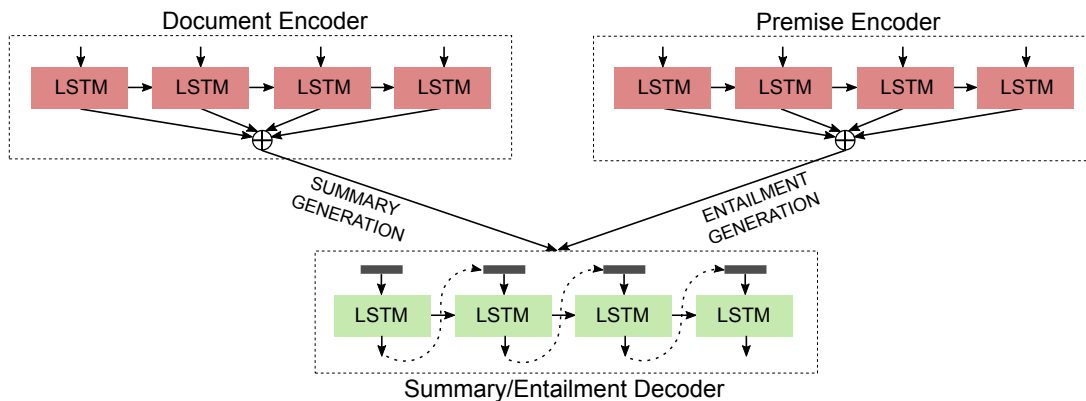 Document Encoder
Premise Encoder
LSTM LSTM LSTM LSTM
LSTM LSTM LSTM LSTM
SUMMARY
GENERATION
ENTAILMENT
GENERATION
LSTM LSTM LSTM LSTM
Summary/Entailment Decoder